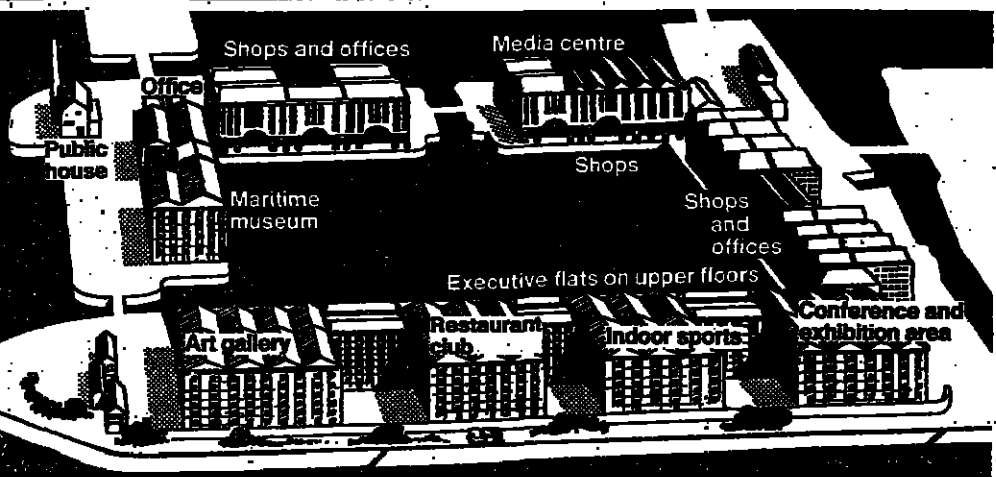 Shops and offices
Media centre
Office
Public
house
Shops
Maritime
museum
Shops
and
offices
Executive flats on upper floors
Art gallery
Restaurant
club
Indoor sports
Conference and
exhibition area